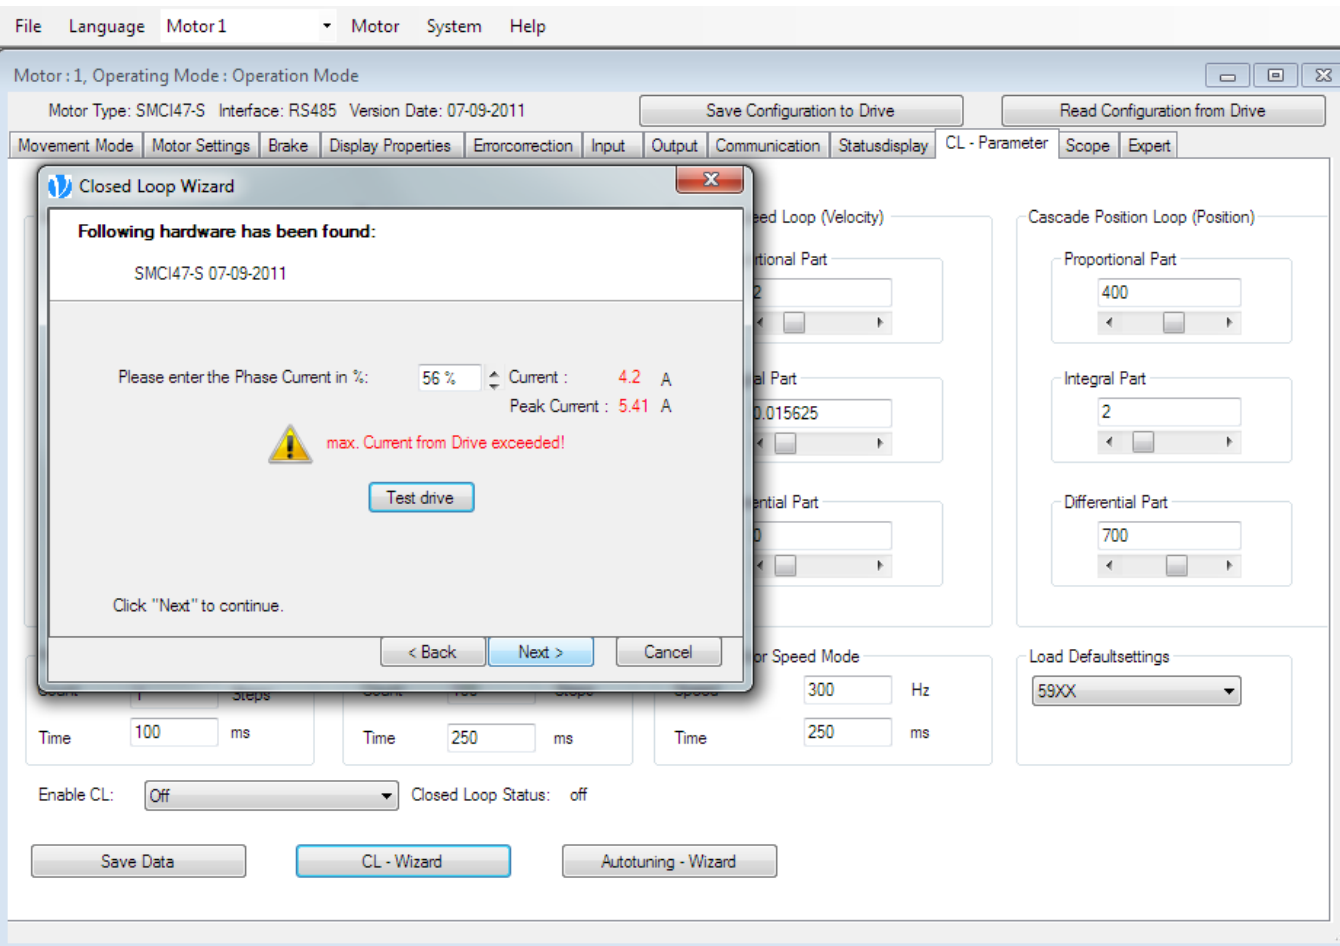 File Language Motor1 Motor System Help
Motor : 1, Operating Mode : Operation Mode
Motor Type: SMCI47-S Interface: RS485 Version Date: 07-09-2011 Save Configuration to Drive Read Configuration from Drive
Movement Mode Motor Settings Brake Display Properties Errorcorrection Input Output Communication Statusdisplay CL - Parameter Scope Expert
Closed Loop Wizard
Following hardware has been found:
SMCI47-S 07-09-2011
Please enter the Phase Current in %: 56 % Current : 4.2 A
Peak Current : 5.41 A
max. Current from Drive exceeded!
Test drive
Click "Next" to continue.
< Back Next > Cancel
Loop (Velocity)
Part
al Part
0.015625
ential Part
Cascade Position Loop (Position)
Proportional Part
400
Integral Part
2
Differential Part
700
Steps
Time 100 ms
Time 250 ms
or Speed Mode
300 Hz
Time 250 ms
Load Defaultsettings
59XX
Enable CL: Off Closed Loop Status: off
Save Data CL - Wizard Autotuning - Wizard